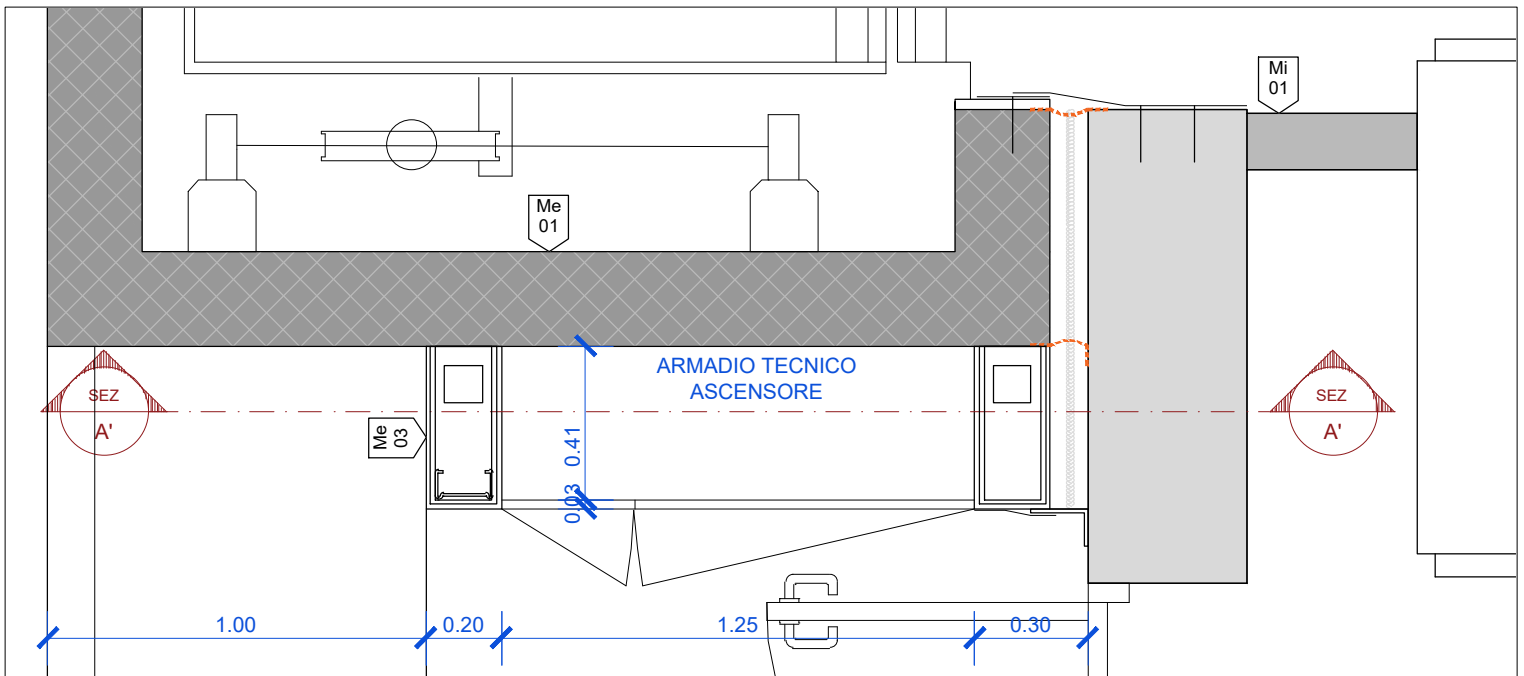 Mi
01
Me
01
ARMADIO TECNICO
ASCENSORE
SEZ
A'
SEZ
A'
Me
03
0.41
0.03
1.00
0.20
1.25
0.30